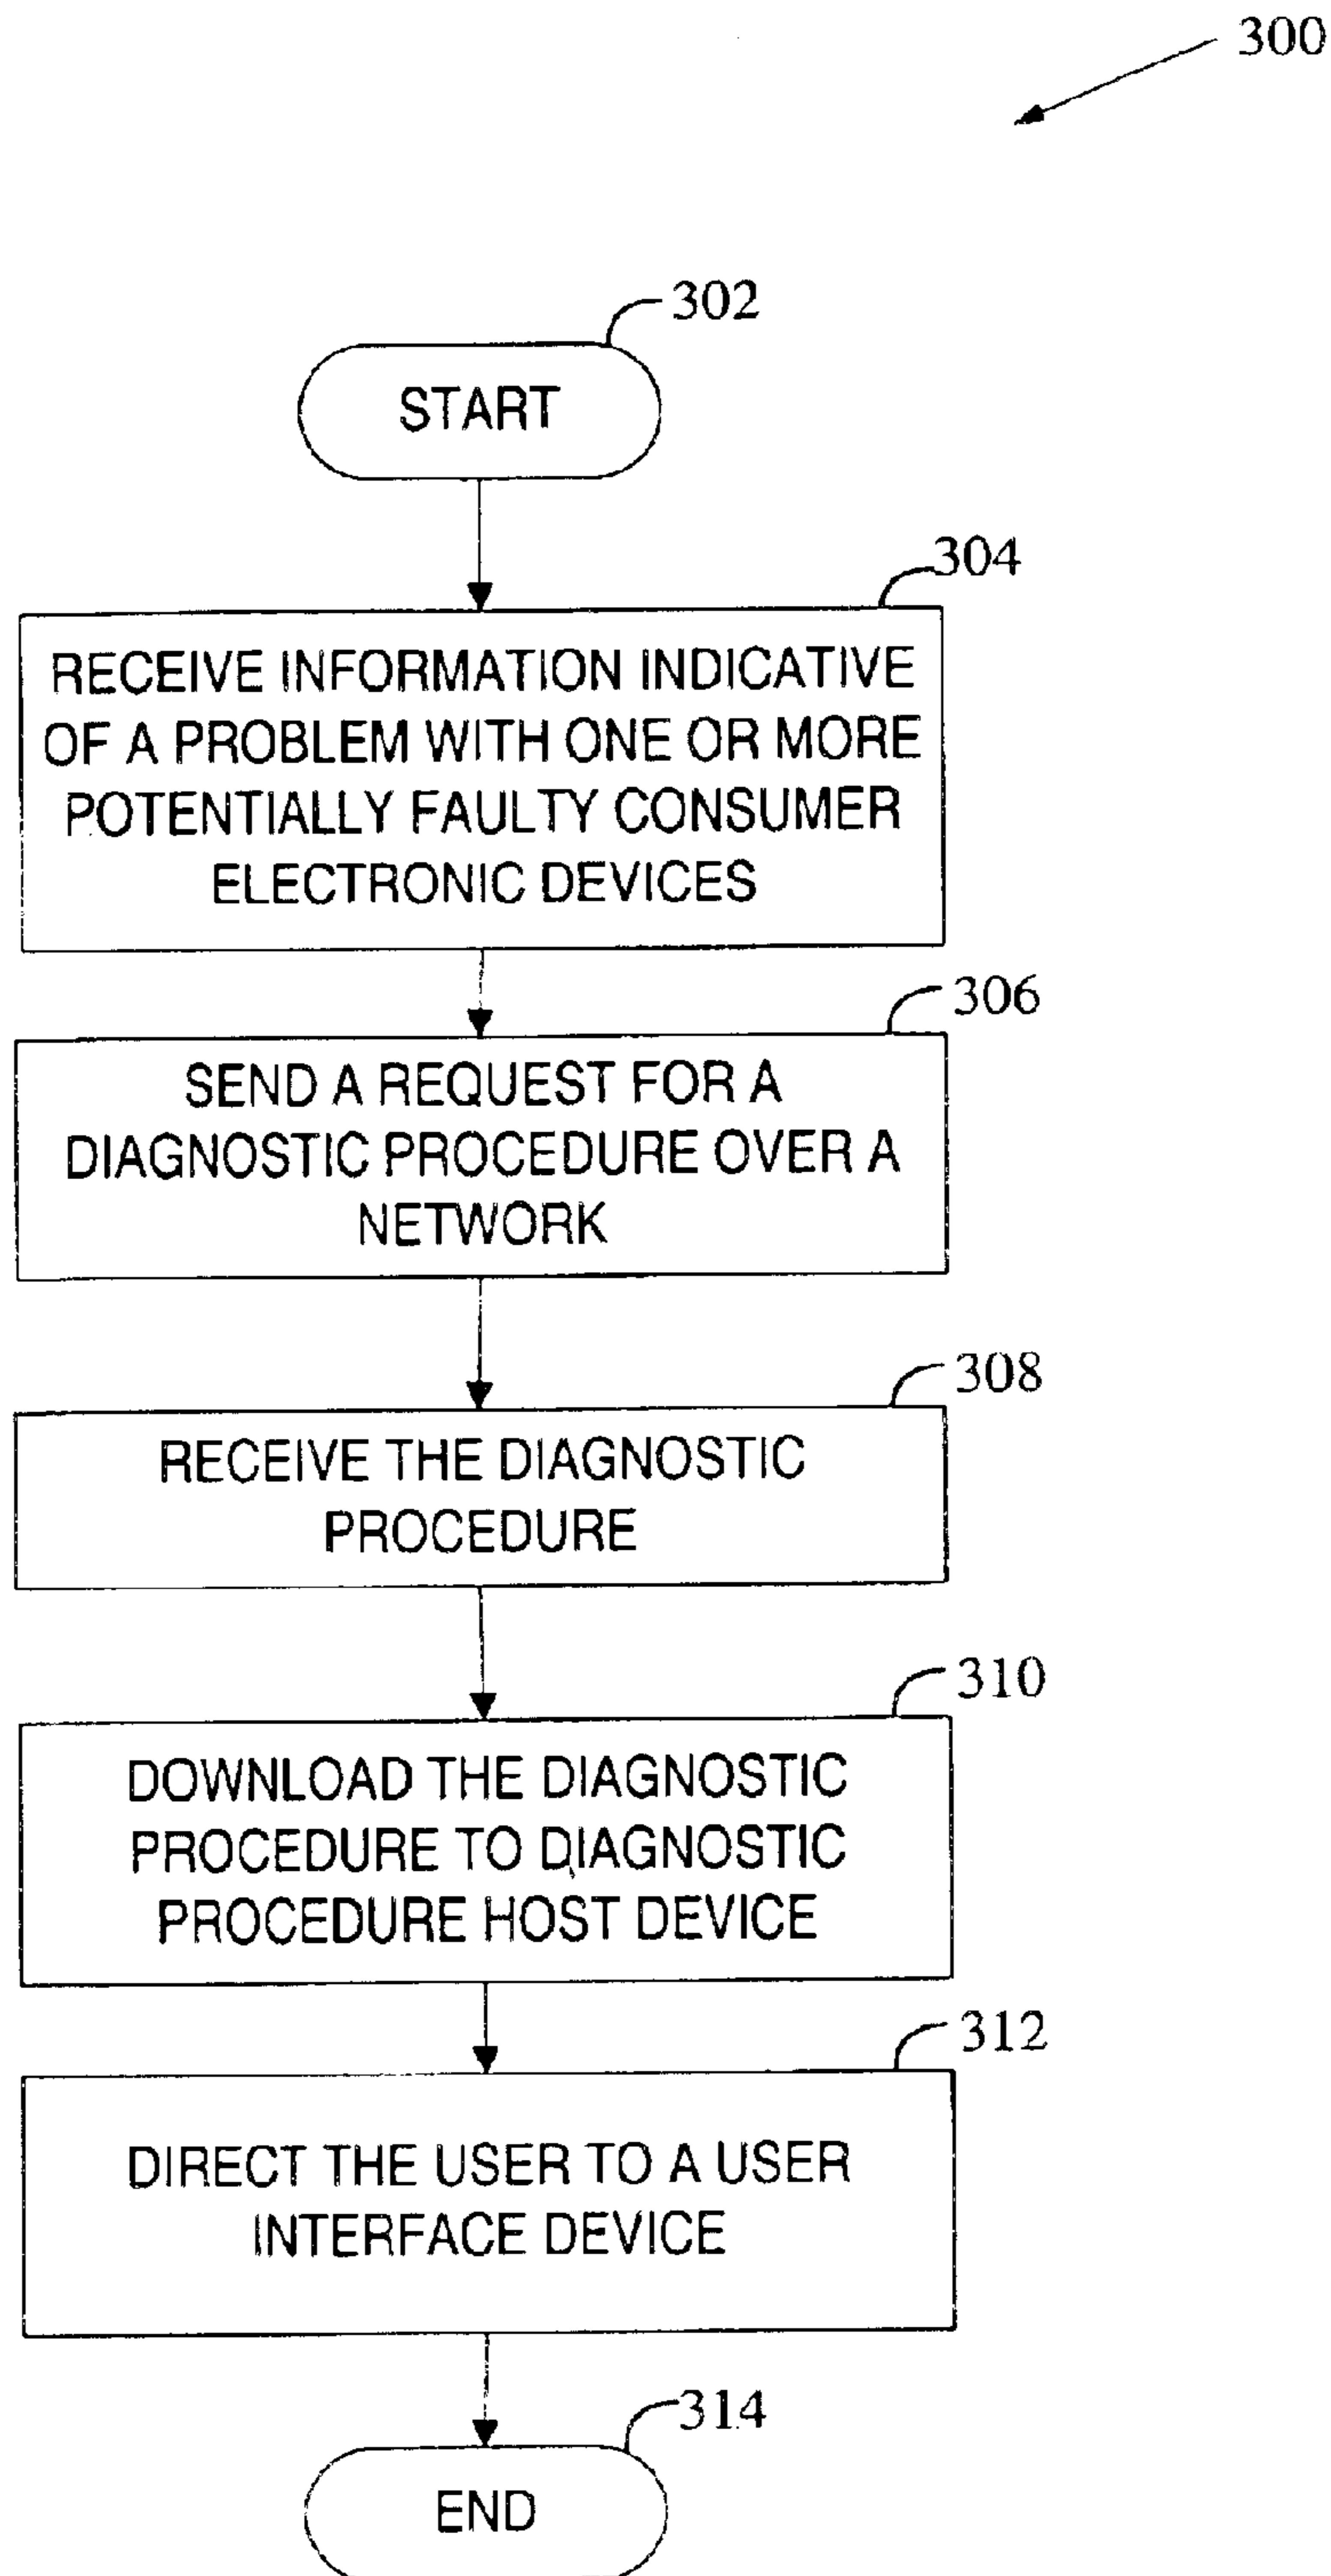 300
302
START
304
RECEIVE INFORMATION INDICATIVE
OF A PROBLEM WITH ONE OR MORE
POTENTIALLY FAULTY CONSUMER
ELECTRONIC DEVICES
306
SEND A REQUEST FOR A
DIAGNOSTIC PROCEDURE OVER A
NETWORK
308
RECEIVE THE DIAGNOSTIC
PROCEDURE
310
DOWNLOAD THE DIAGNOSTIC
PROCEDURE TO DIAGNOSTIC
PROCEDURE HOST DEVICE
312
DIRECT THE USER TO A USER
INTERFACE DEVICE
314
END